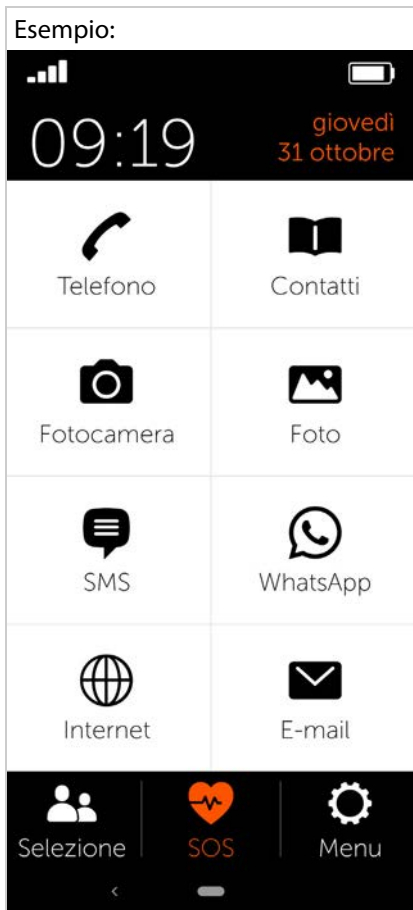 Esempio:
09:19
giovedì
31 ottobre
Telefono
Contatti
Fotocamera
Foto
SMS
WhatsApp
Internet
E-mail
Selezione
SOS
Menu